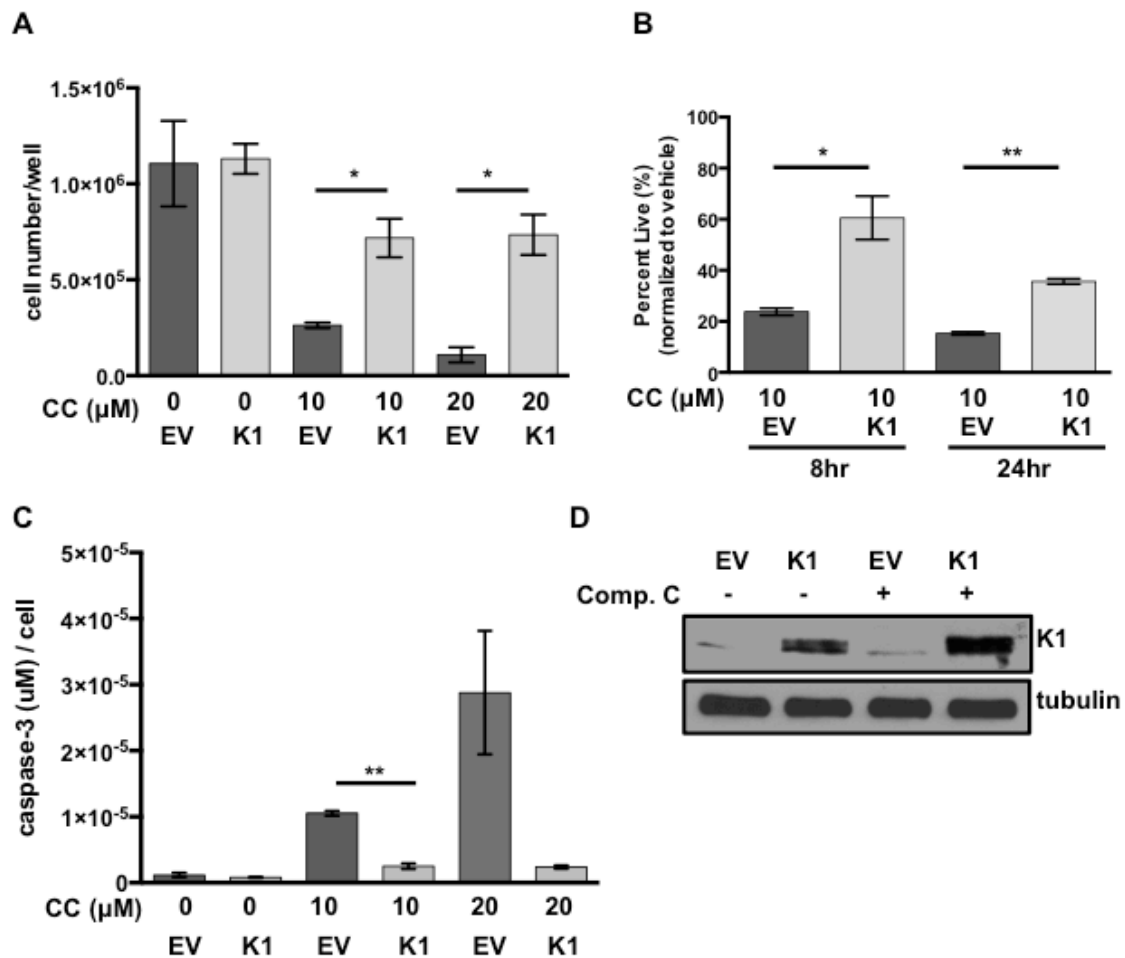 A
1.5×10⁶
1.0×10⁶
5.0×10⁵
0.0
cell number/well
*
*
CC (µM) 0 0 10 10 20 20
EV K1 EV K1 EV K1
B
100
80
60
40
20
0
Percent Live (%)
(normalized to vehicle)
*
**
CC (µM) 10 10 10 10
EV K1 EV K1
8hr 24hr
C
5×10⁻⁵
4×10⁻⁵
3×10⁻⁵
2×10⁻⁵
1×10⁻⁵
0
caspase-3 (uM) / cell
**
CC (µM) 0 0 10 10 20 20
EV K1 EV K1 EV K1
D
EV K1 EV K1
Comp. C - - + +
K1
tubulin